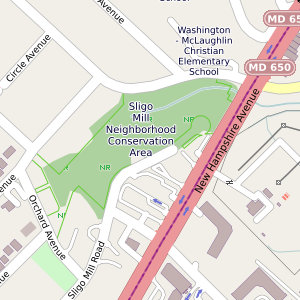 School
MD 650
Washington
- McLaughlin
Christian
Elementary
School
MD 650
Circle Avenue
Sligo
Mill
Neighborhood
Conservation
Area
New Hampshire Avenue
NR
NR
NR
Orchard Avenue
Sligo Mill Road